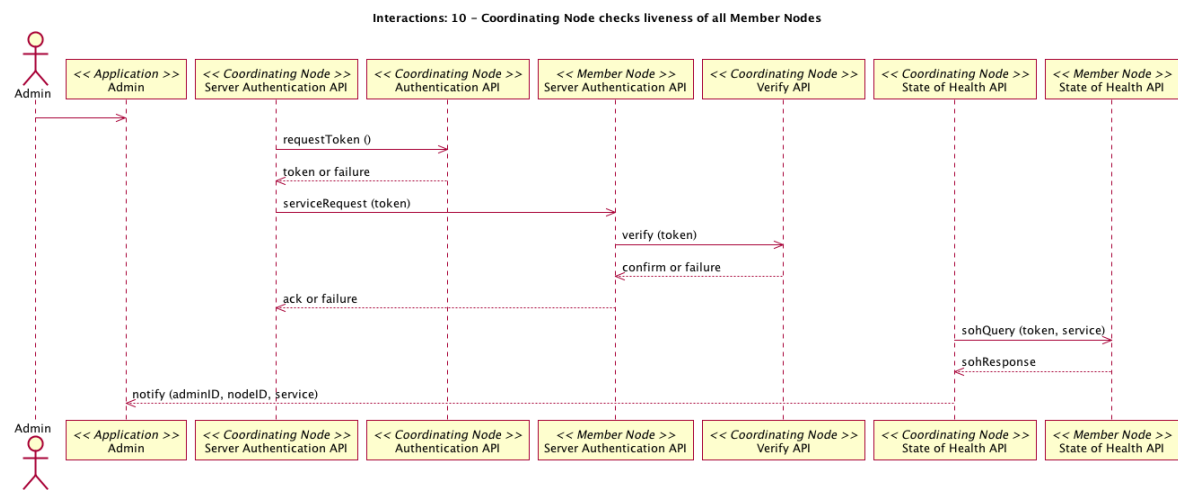 Interactions: 10 - Coordinating Node checks liveness of all Member Nodes
Admin
<< Application >>
Admin
<< Coordinating Node >>
Server Authentication API
<< Coordinating Node >>
Authentication API
<< Member Node >>
Server Authentication API
<< Coordinating Node >>
Verify API
<< Coordinating Node >>
State of Health API
<< Member Node >>
State of Health API
requestToken ()
token or failure
serviceRequest (token)
verify (token)
confirm or failure
ack or failure
sohQuery (token, service)
sohResponse
notify (adminID, nodeID, service)
Admin
<< Application >>
Admin
<< Coordinating Node >>
Server Authentication API
<< Coordinating Node >>
Authentication API
<< Member Node >>
Server Authentication API
<< Coordinating Node >>
Verify API
<< Coordinating Node >>
State of Health API
<< Member Node >>
State of Health API